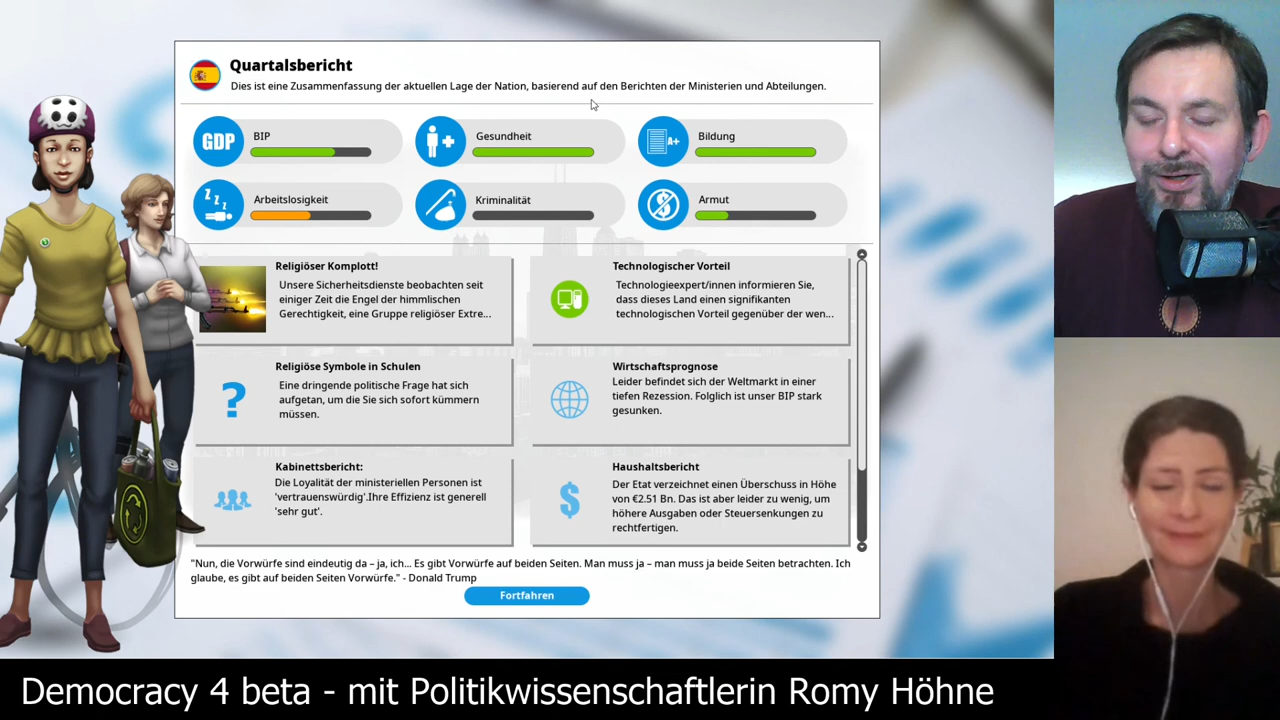 Quartalsbericht
Dies ist eine Zusammenfassung der aktuellen Lage der Nation, basierend auf den Berichten der Ministerien und Abteilungen.
GDP
BIP
Gesundheit
A+
Bildung
Z Z Z
Arbeitslosigkeit
Kriminalität
$
Armut
Religiöser Komplott!
Unsere Sicherheitsdienste beobachten seit
einiger Zeit die Engel der himmlischen
Gerechtigkeit, eine Gruppe religiöser Extre...
Technologischer Vorteil
Technologieexpert/innen informieren Sie,
dass dieses Land einen signifikanten
technologischen Vorteil gegenüber der wen...
Religiöse Symbole in Schulen
?
Eine dringende politische Frage hat sich
aufgetan, um die Sie sich sofort kümmern
müssen.
Wirtschaftsprognose
Leider befindet sich der Weltmarkt in einer
tiefen Rezession. Folglich ist unser BIP stark
gesunken.
Kabinettsbericht:
Die Loyalität der ministeriellen Personen ist
'vertrauenswürdig'.Ihre Effizienz ist generell
'sehr gut'.
Haushaltsbericht
$
Der Etat verzeichnet einen Überschuss in Höhe
von €2.51 Bn. Das ist aber leider zu wenig, um
höhere Ausgaben oder Steuersenkungen zu
rechtfertigen.
"Nun, die Vorwürfe sind eindeutig da – ja, ich... Es gibt Vorwürfe auf beiden Seiten. Man muss ja – man muss ja beide Seiten betrachten. Ich
glaube, es gibt auf beiden Seiten Vorwürfe." - Donald Trump
Fortfahren
Democracy 4 beta - mit Politikwissenschaftlerin Romy Höhne